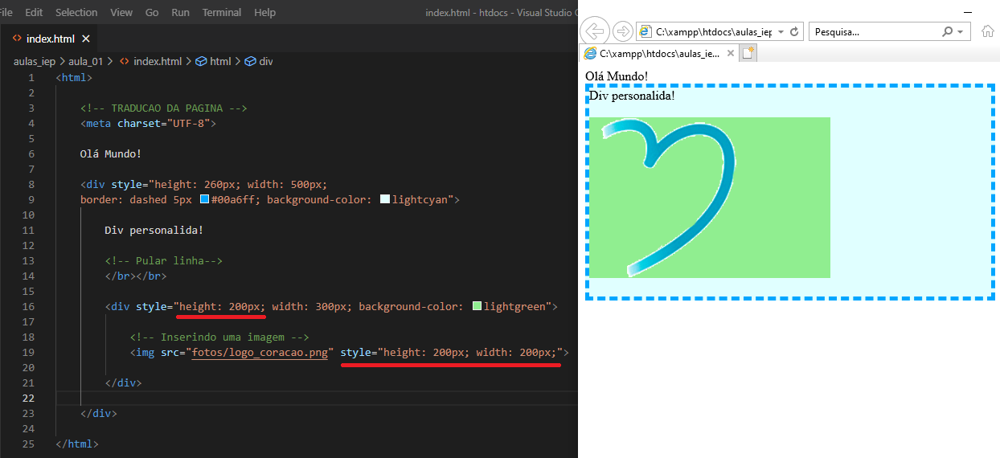 File Edit Selection View Go Run Terminal Help index.html - htdocs - Visual Studio C
index.html
aulas_iep > aula_01 > index.html > html > div
1 <html>
2
3 <!-- TRADUCAO DA PAGINA -->
4 <meta charset="UTF-8">
5
6 Olá Mundo!
7
8 <div style="height: 260px; width: 500px;
9 border: dashed 5px #00a6ff; background-color: lightcyan">
10
11 Div personalida!
12
13 <!-- Pular linha-->
14 </br></br>
15
16 <div style="height: 200px; width: 300px; background-color: lightgreen">
17
18 <!-- Inserindo uma imagem -->
19 <img src="fotos/logo_coracao.png" style="height: 200px; width: 200px;">
20
21 </div>
22
23 </div>
24
25 </html>
C:\xampp\htdocs\aulas_iep Pesquisa...
C:\xampp\htdocs\aulas_ie...
Olá Mundo!
Div personalida!